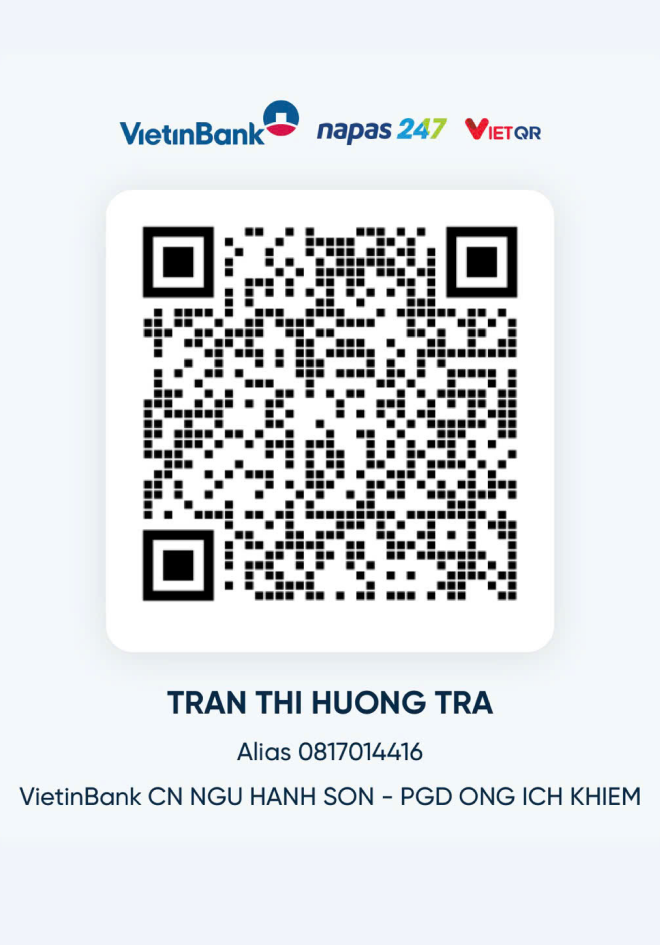 VietinBank napas 247 VIETQR
TRAN THI HUONG TRA
Alias 0817014416
VietinBank CN NGU HANH SON - PGD ONG ICH KHIEM